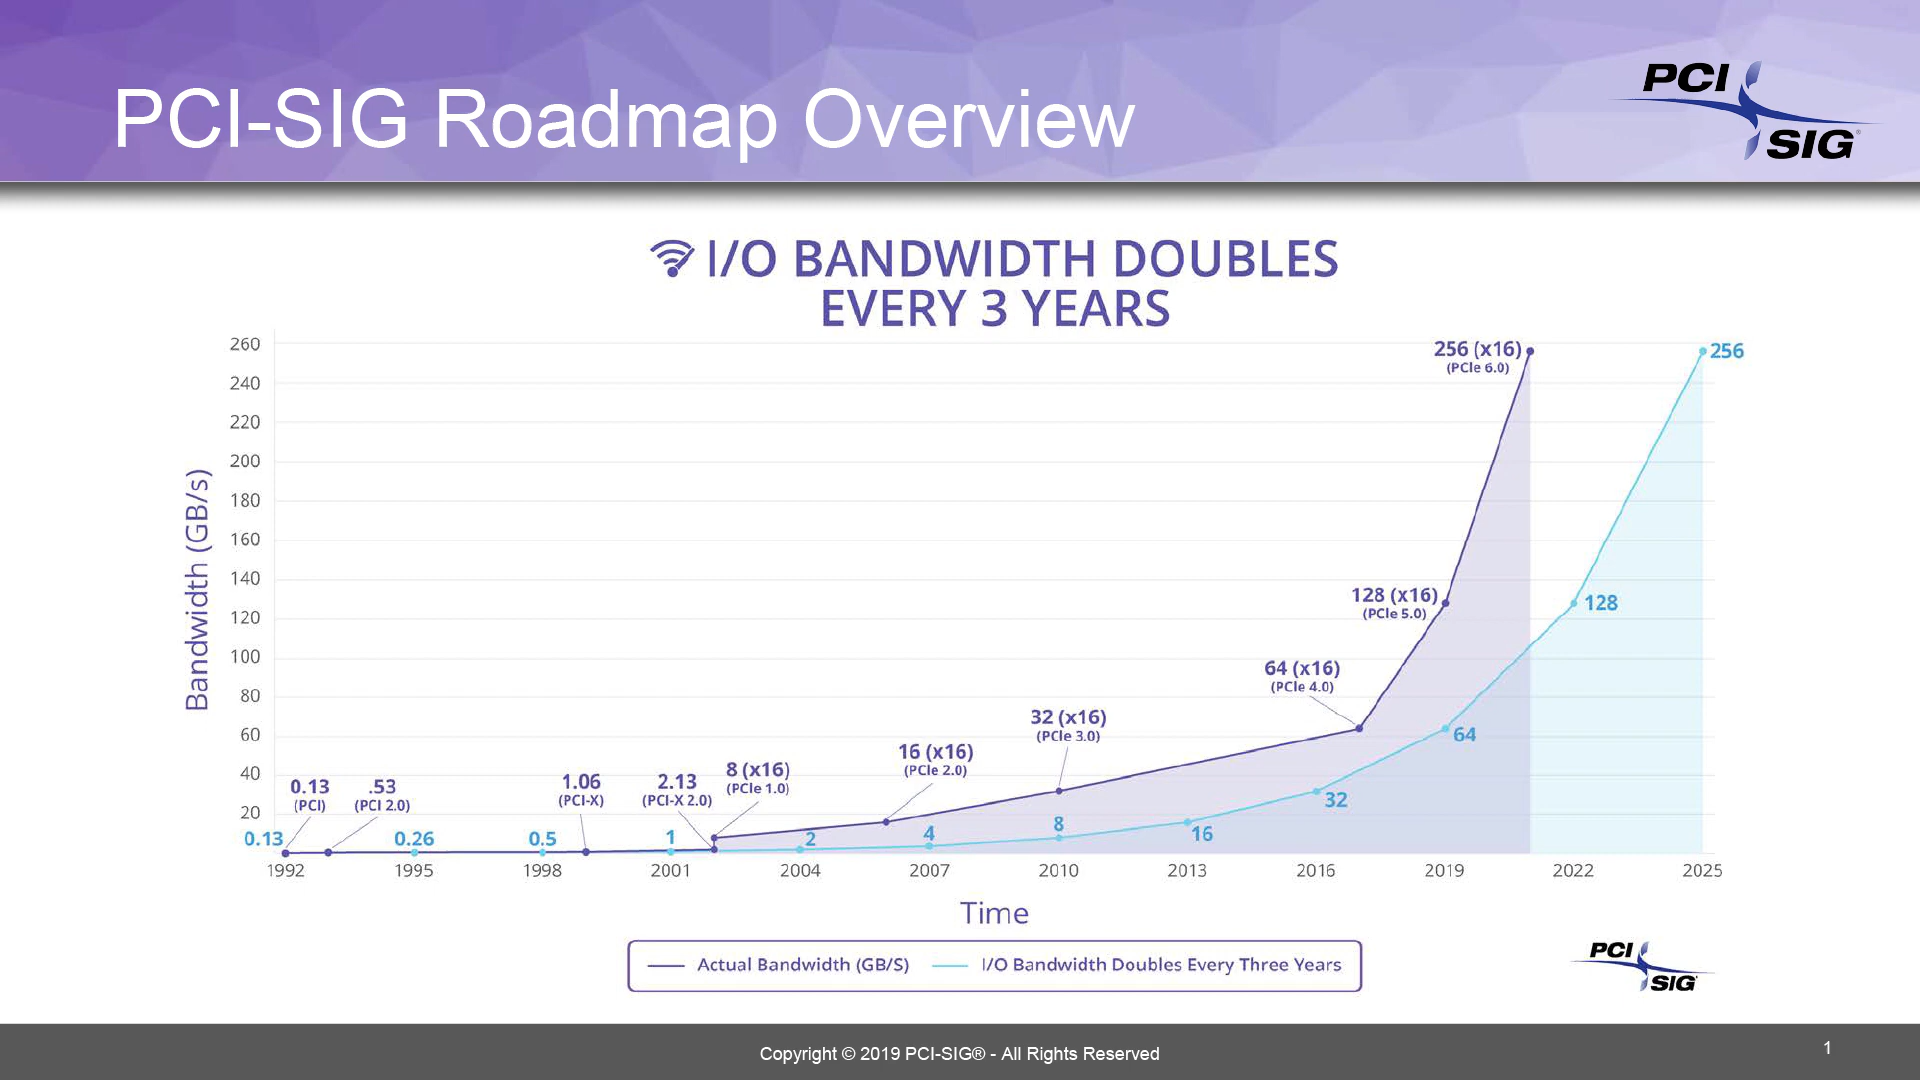 PCI-SIG Roadmap Overview
PCI
SIG®
I/O BANDWIDTH DOUBLES
EVERY 3 YEARS
Bandwidth (GB/s)
260
240
220
200
180
160
140
120
100
80
60
40
20
256 (x16)
(PCIe 6.0)
256
128 (x16)
(PCIe 5.0)
128
64 (x16)
(PCIe 4.0)
64
32 (x16)
(PCIe 3.0)
32
16 (x16)
(PCIe 2.0)
16
8 (x16)
(PCIe 1.0)
8
2.13
(PCI-X 2.0)
1.06
(PCI-X)
.53
(PCI 2.0)
0.13
(PCI)
0.13
0.26
0.5
1
2
4
1992
1995
1998
2001
2004
2007
2010
2013
2016
2019
2022
2025
Time
Actual Bandwidth (GB/S)
I/O Bandwidth Doubles Every Three Years
PCI
SIG
Copyright © 2019 PCI-SIG® - All Rights Reserved
1